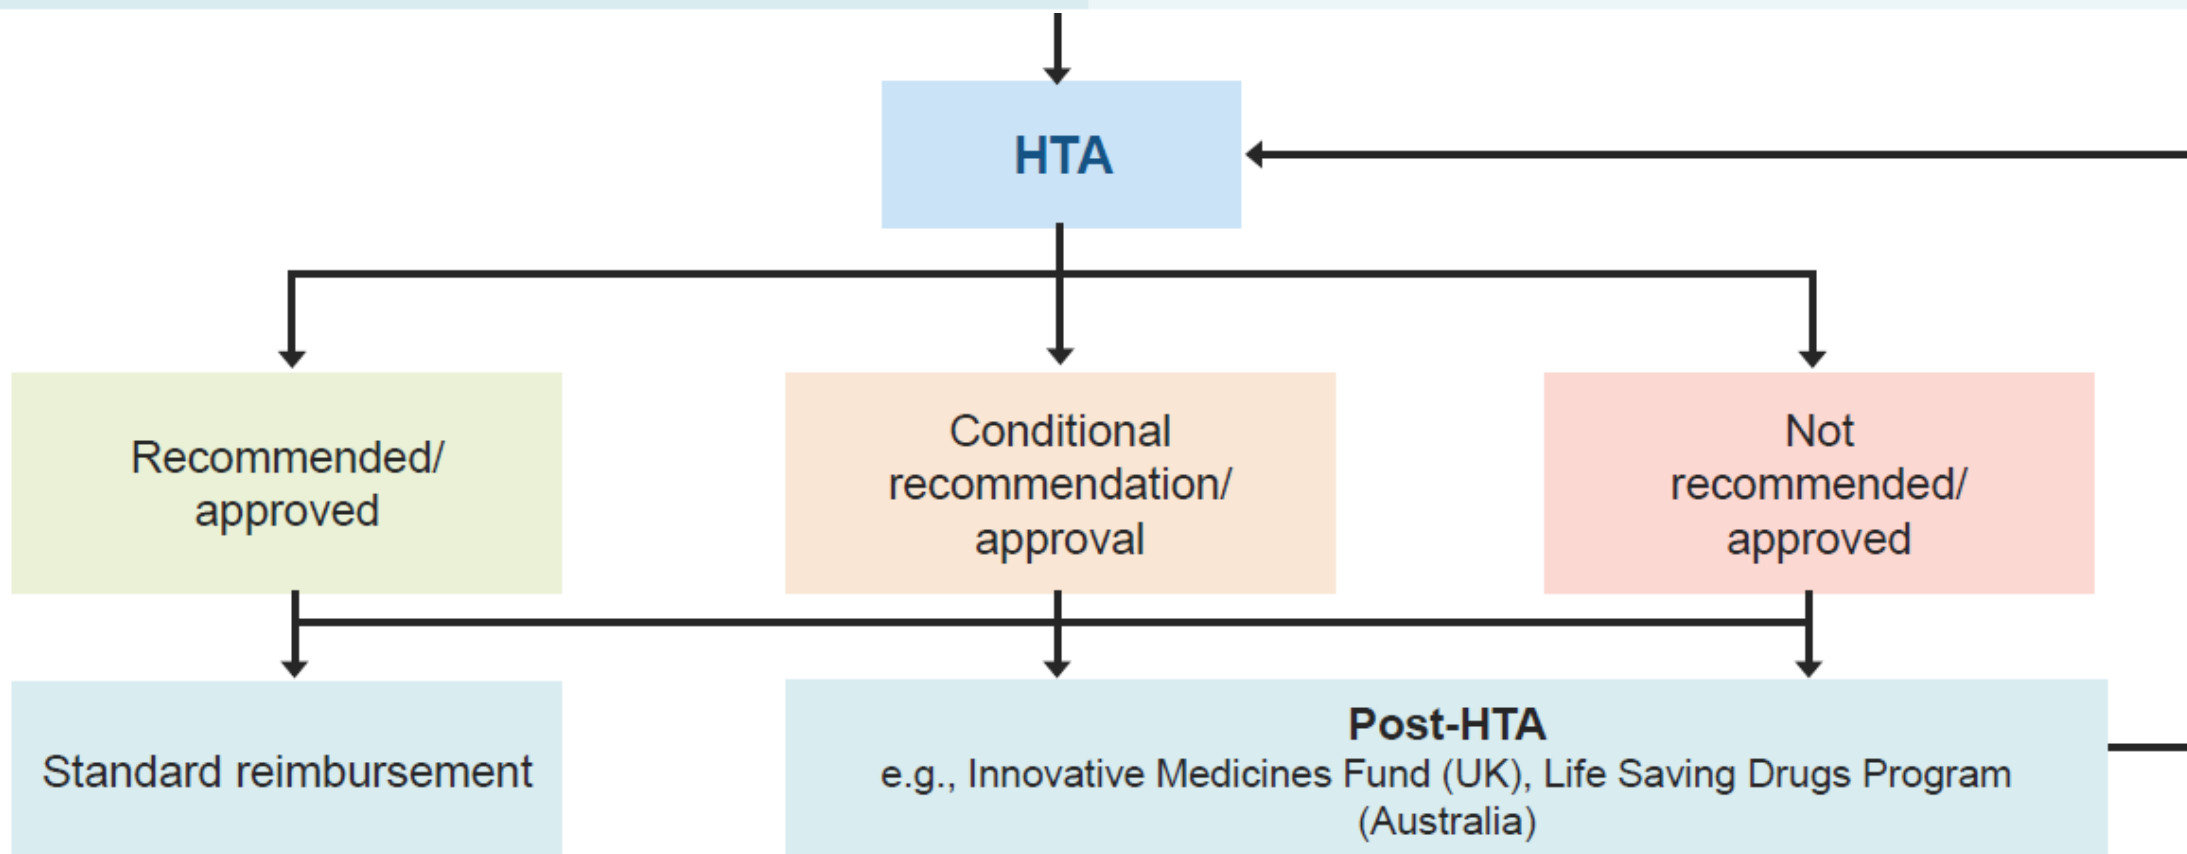 HTA
Recommended/
approved
Conditional
recommendation/
approval
Not
recommended/
approved
Standard reimbursement
Post-HTA
e.g., Innovative Medicines Fund (UK), Life Saving Drugs Program
(Australia)